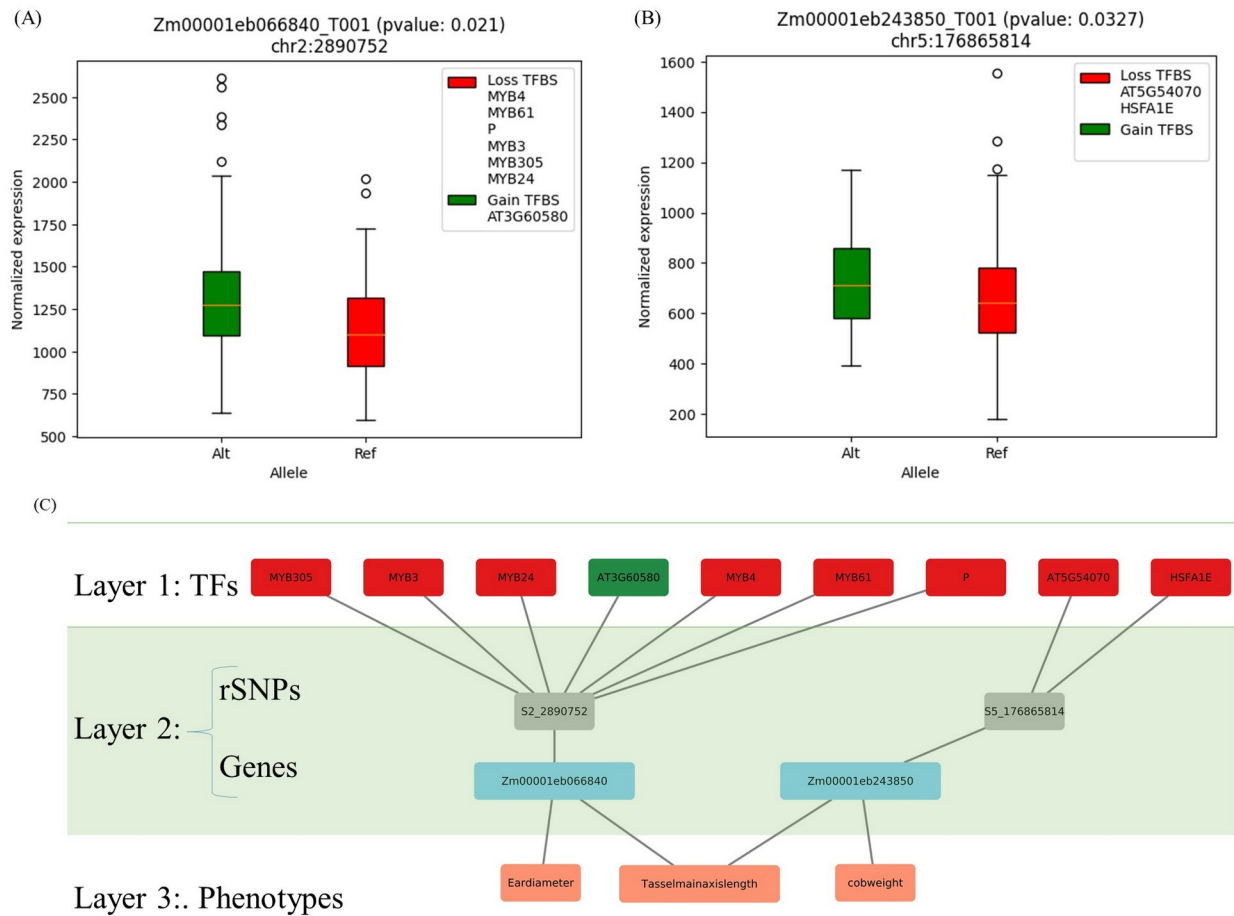 (A)
Zm00001eb066840_T001 (pvalue: 0.021)
chr2:2890752
Normalized expression
2500
2250
2000
1750
1500
1250
1000
750
500
Loss TFBS
MYB4
MYB61
P
MYB3
MYB305
MYB24
Gain TFBS
AT3G60580
Alt
Ref
Allele
(B)
Zm00001eb243850_T001 (pvalue: 0.0327)
chr5:176865814
Normalized expression
1600
1400
1200
1000
800
600
400
200
Loss TFBS
AT5G54070
HSFA1E
Gain TFBS
Alt
Ref
Allele
(C)
Layer 1: TFs
MYB305
MYB3
MYB24
AT3G60580
MYB4
MYB61
P
AT5G54070
HSFA1E
Layer 2:
rSNPs
S2_2890752
S5_176865814
Genes
Zm00001eb066840
Zm00001eb243850
Layer 3:. Phenotypes
Eardiameter
Tasselmainaxislength
cobweight